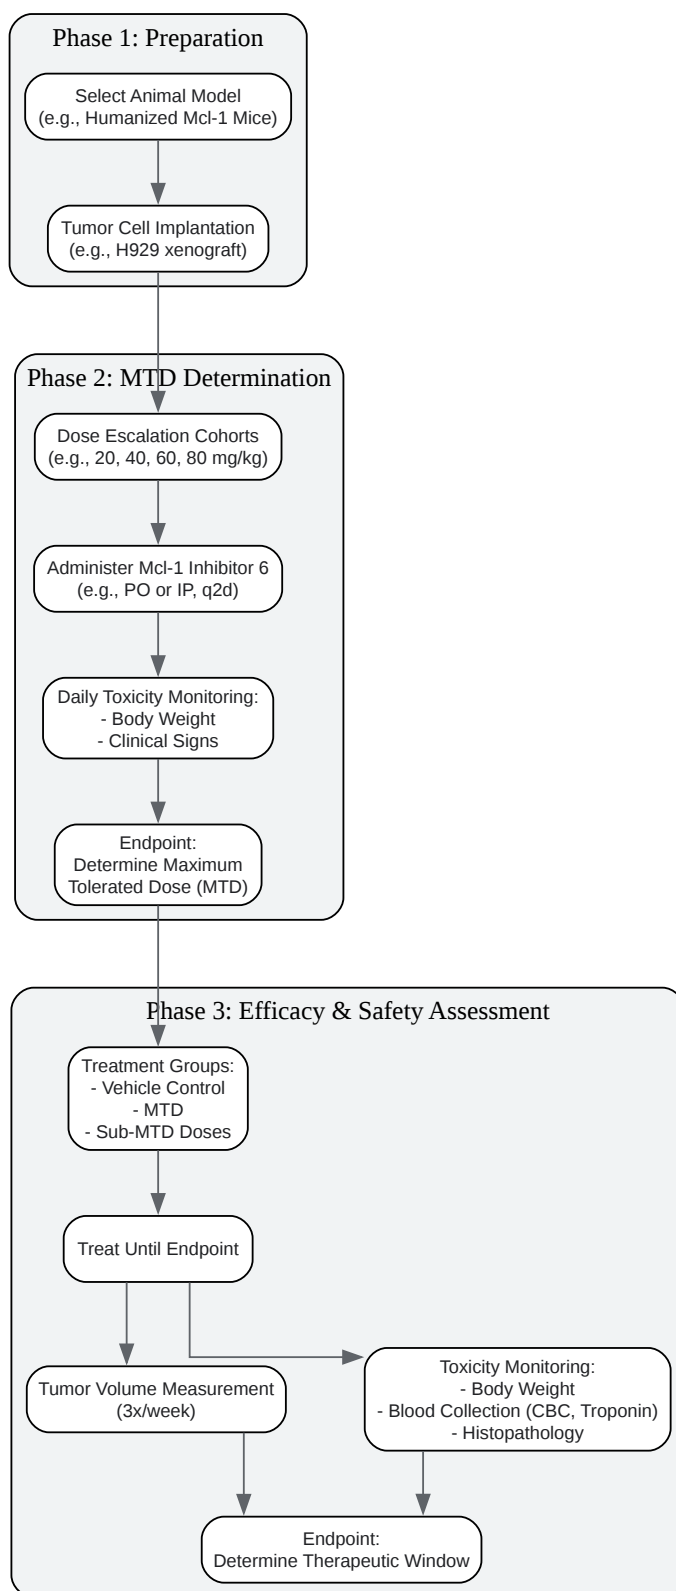 Phase 1: Preparation
Select Animal Model
(e.g., Humanized Mcl-1 Mice)
Tumor Cell Implantation
(e.g., H929 xenograft)
Phase 2: MTD Determination
Dose Escalation Cohorts
(e.g., 20, 40, 60, 80 mg/kg)
Administer Mcl-1 Inhibitor 6
(e.g., PO or IP, q2d)
Daily Toxicity Monitoring:
- Body Weight
- Clinical Signs
Endpoint:
Determine Maximum
Tolerated Dose (MTD)
Phase 3: Efficacy & Safety Assessment
Treatment Groups:
- Vehicle Control
- MTD
- Sub-MTD Doses
Treat Until Endpoint
Tumor Volume Measurement
(3x/week)
Toxicity Monitoring:
- Body Weight
- Blood Collection (CBC, Troponin)
- Histopathology
Endpoint:
Determine Therapeutic Window